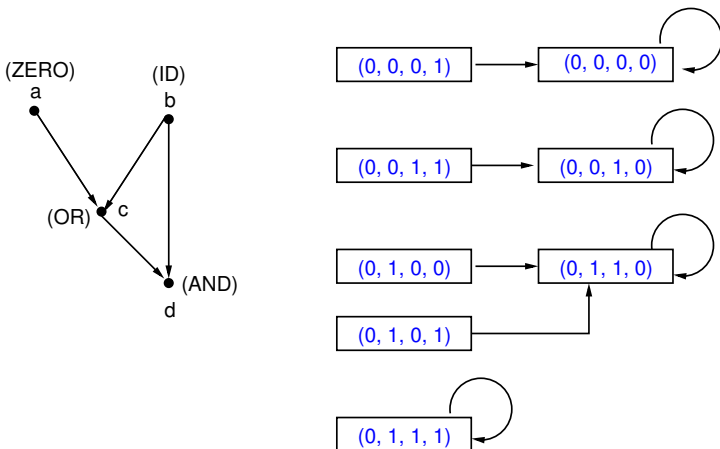 (ZERO)
a
(ID)
b
(OR)
c
(AND)
d
(0, 0, 0, 1)
(0, 0, 0, 0)
(0, 0, 1, 1)
(0, 0, 1, 0)
(0, 1, 0, 0)
(0, 1, 1, 0)
(0, 1, 0, 1)
(0, 1, 1, 1)